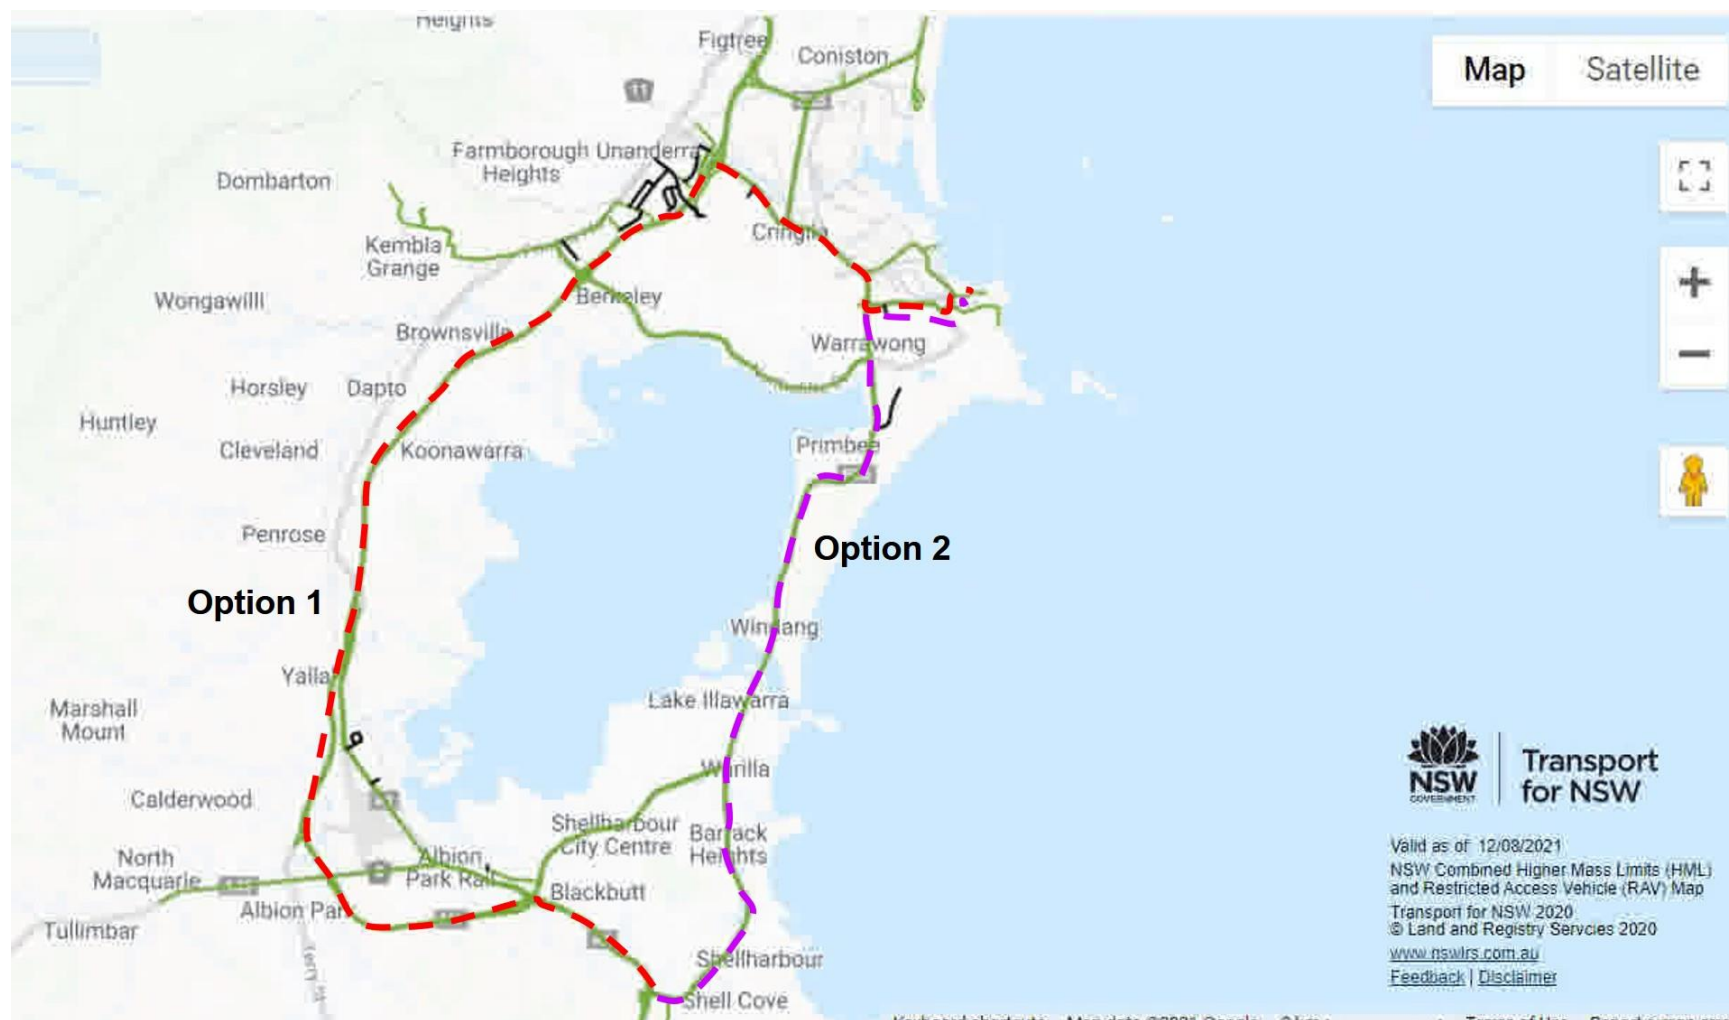 Heights
Figtree
Coniston
Map
Satellite
11
Farmborough
Heights
Unanderra
Dombarton
Cringila
Kembla
Grange
Berkeley
Wongawilli
Brownsville
Warrawong
Horsley
Dapto
Huntley
Cleveland
Koonawarra
Primbee
Penrose
Option 2
Option 1
Windang
Yalla
Lake Illawarra
Marshall
Mount
Warilla
Calderwood
Shellharbour
City Centre
Barrack
Heights
North
Macquarie
Albion
Park Rail
Blackbutt
Albion Park
Tullimbar
Shellharbour
Shell Cove
NSW
GOVERNMENT
Transport
for NSW
Valid as of 12/08/2021
NSW Combined Higher Mass Limits (HML)
and Restricted Access Vehicle (RAV) Map
Transport for NSW 2020
© Land and Registry Servcies 2020
www.nswlrs.com.au
Feedback | Disclaimer